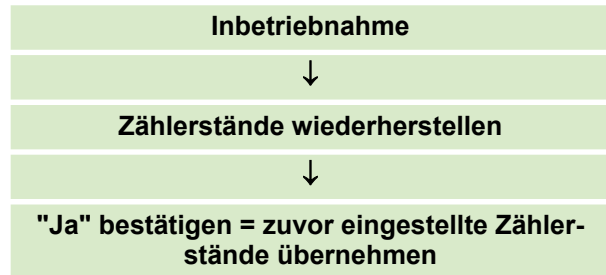 Inbetriebnahme
↓
Zählerstände wiederherstellen
↓
"Ja" bestätigen = zuvor eingestellte Zähler-
stände übernehmen